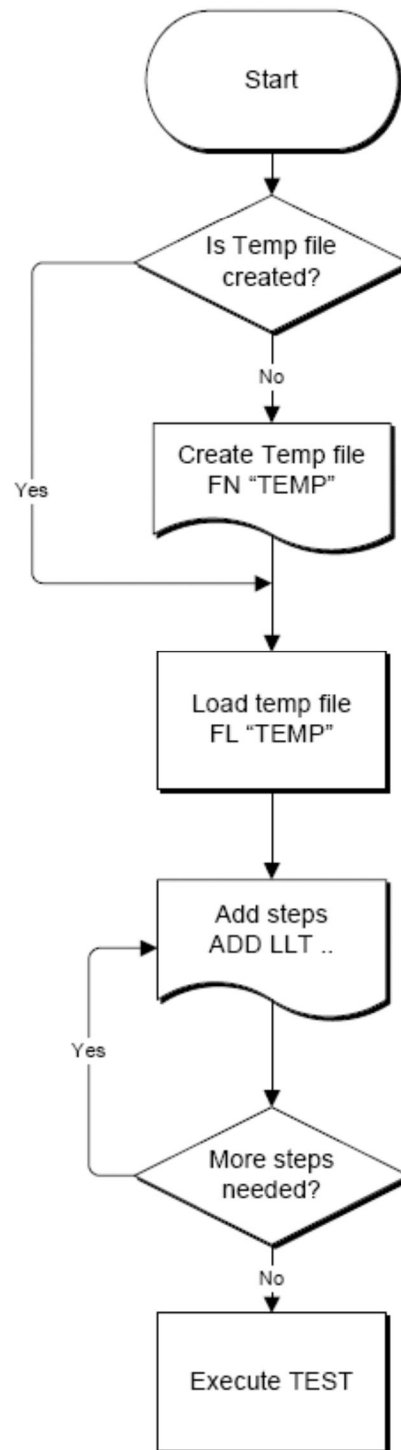 Start
Is Temp file
created?
No
Create Temp file
FN “TEMP”
Yes
Load temp file
FL “TEMP”
Add steps
ADD LLT ..
Yes
More steps
needed?
No
Execute TEST